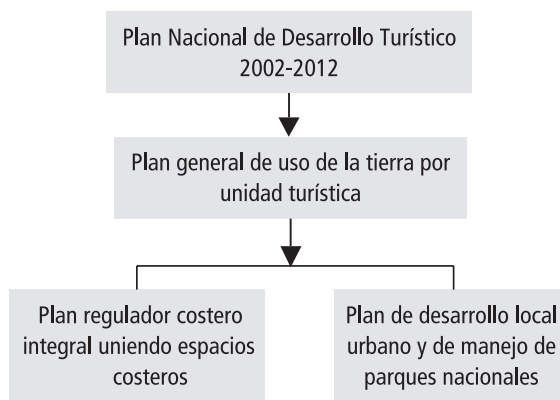 Plan Nacional de Desarrollo Turístico
2002-2012
Plan general de uso de la tierra por
unidad turística
Plan regulador costero
integral uniendo espacios
costeros
Plan de desarrollo local
urbano y de manejo de
parques nacionales